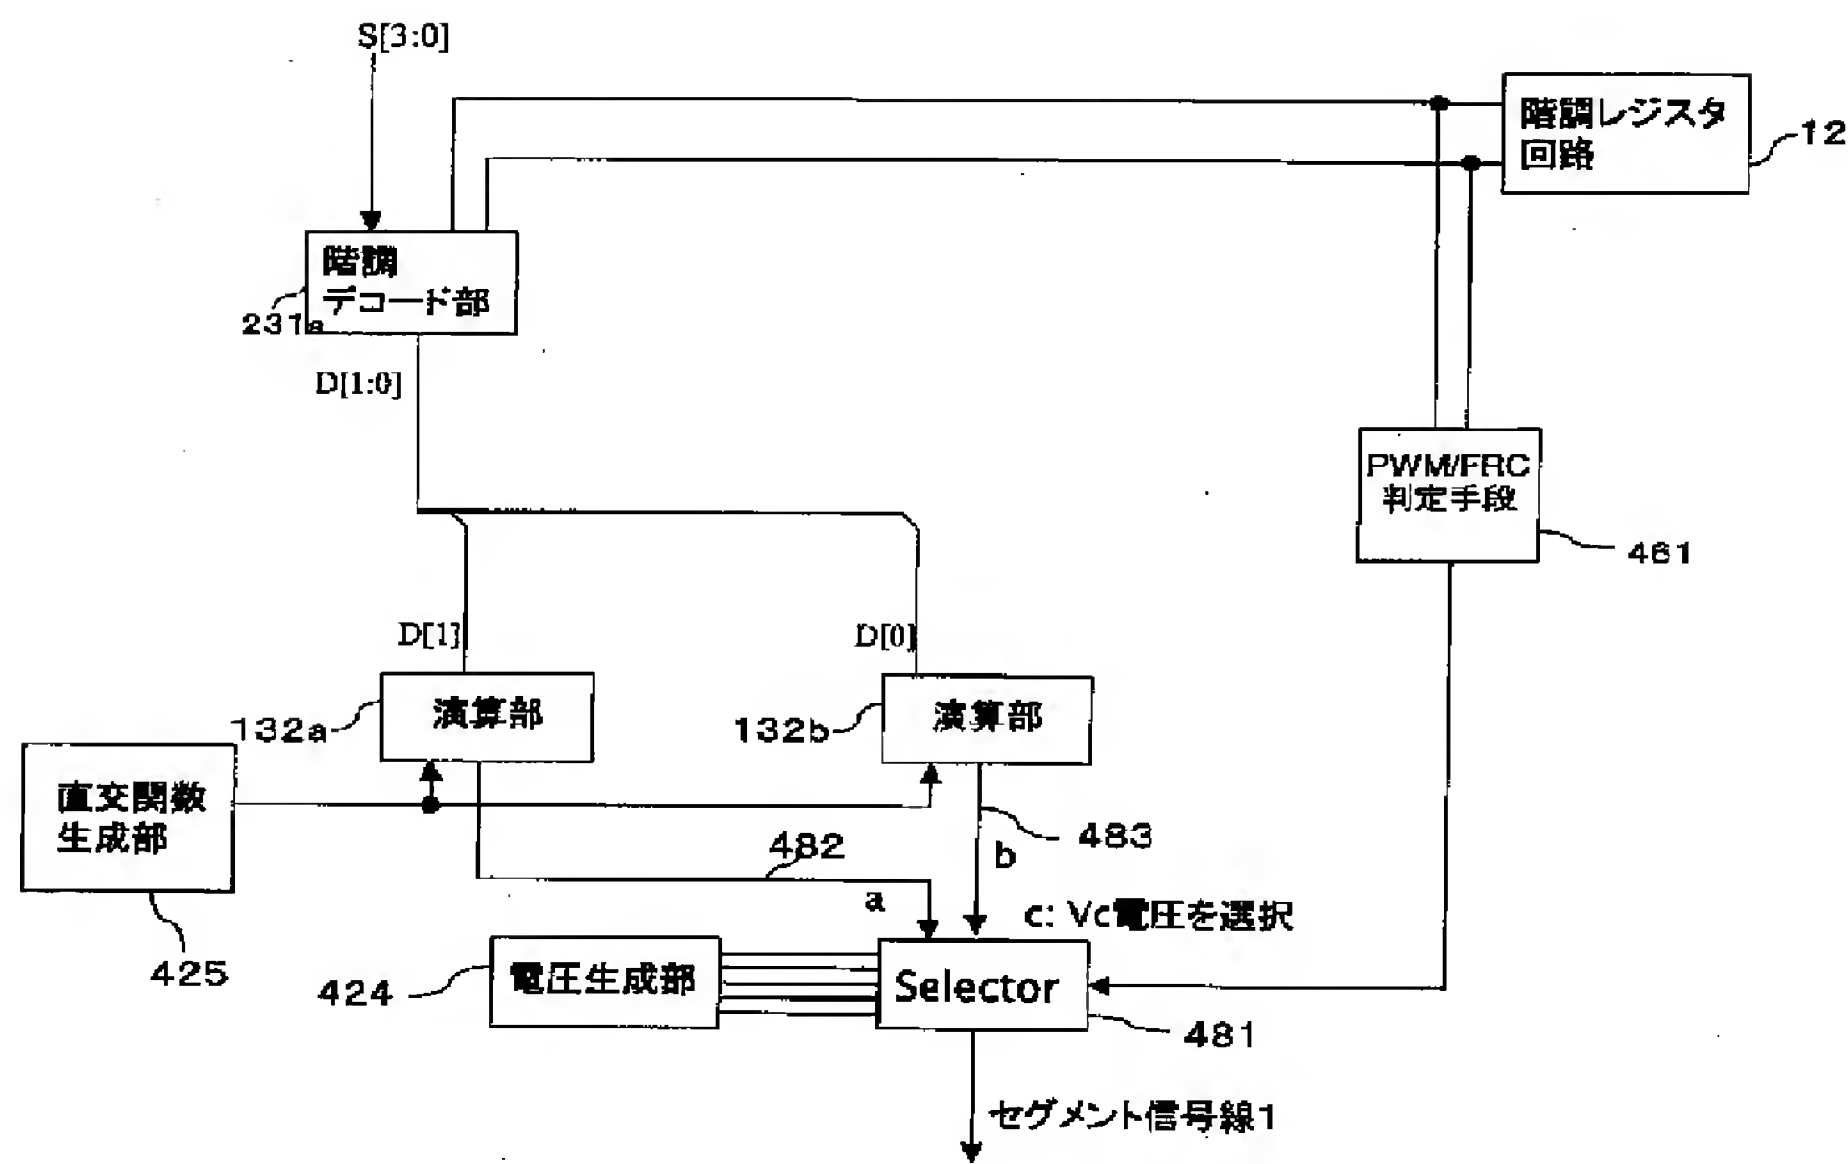 S[3:0]
階調レジスタ
回路
12
階調
デコード部
231a
D[1:0]
PWM/FRC
判定手段
461
D[1]
D[0]
演算部
132a
演算部
132b
直交関数
生成部
425
482
483
a
b
c: Vc電圧を選択
電圧生成部
424
Selector
481
セグメント信号線1